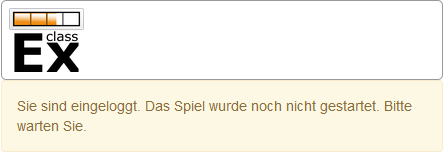 class
Ex
Sie sind eingeloggt. Das Spiel wurde noch nicht gestartet. Bitte
warten Sie.